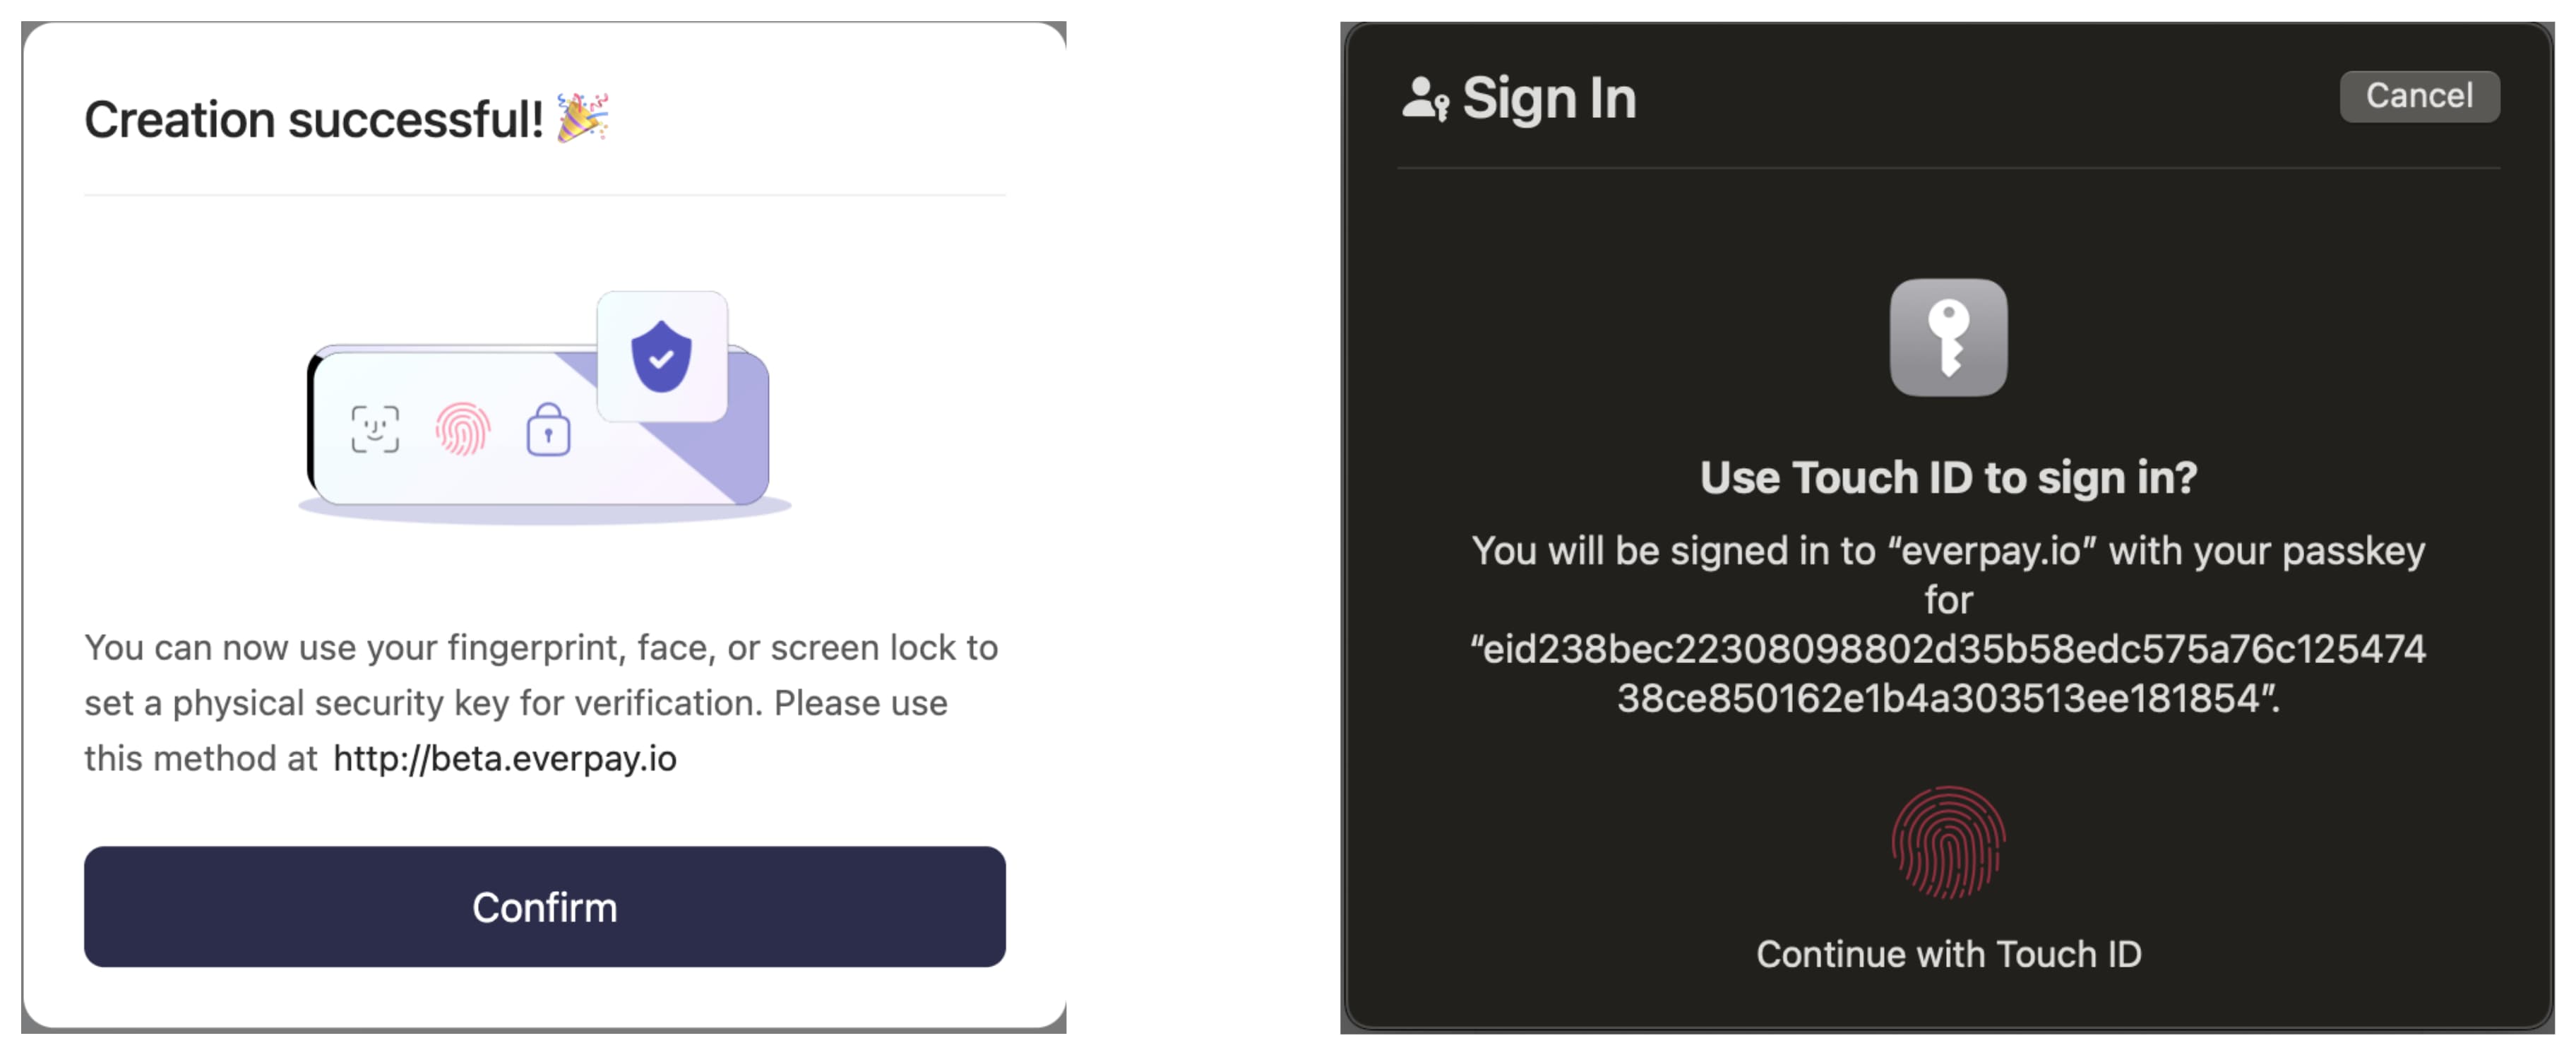 Creation successful! 🎉
You can now use your fingerprint, face, or screen lock to
set a physical security key for verification. Please use
this method at http://beta.everpay.io
Confirm
Sign In
Cancel
Use Touch ID to sign in?
You will be signed in to “everpay.io” with your passkey
for
“eid238bec22308098802d35b58edc575a76c125474
38ce850162e1b4a303513ee181854”.
Continue with Touch ID